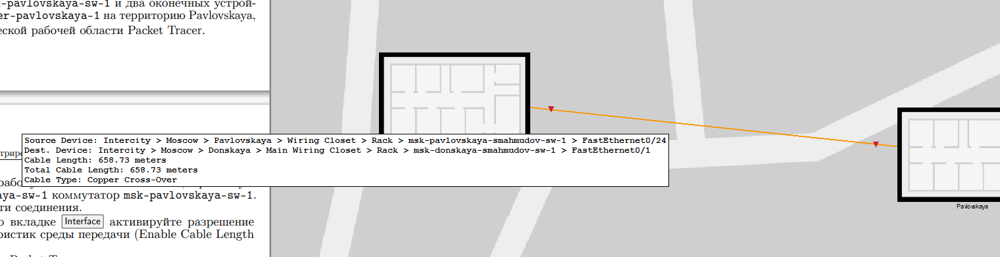 -pavlovskaya-sw-1 и два оконечных устрой-
er-pavlovskaya-1 на территорию Pavlovskaya,
еской рабочей области Packet Tracer.
Source Device: Intercity > Moscow > Pavlovskaya > Wiring Closet > Rack > msk-pavlovskaya-smahmudov-sw-1 > FastEthernet0/24
Dest. Device: Intercity > Moscow > Donskaya > Main Wiring Closet > Rack > msk-donskaya-smahmudov-sw-1 > FastEthernet0/1
Cable Length: 658.73 meters
Total Cable Length: 658.73 meters
Cable Type: Copper Cross-Over
aya-sw-1 коммутатор msk-pavlovskaya-sw-1.
ти соединения.
о вкладке Interface активируйте разрешение
ристик среды передачи (Enable Cable Length
Pavlovskaya